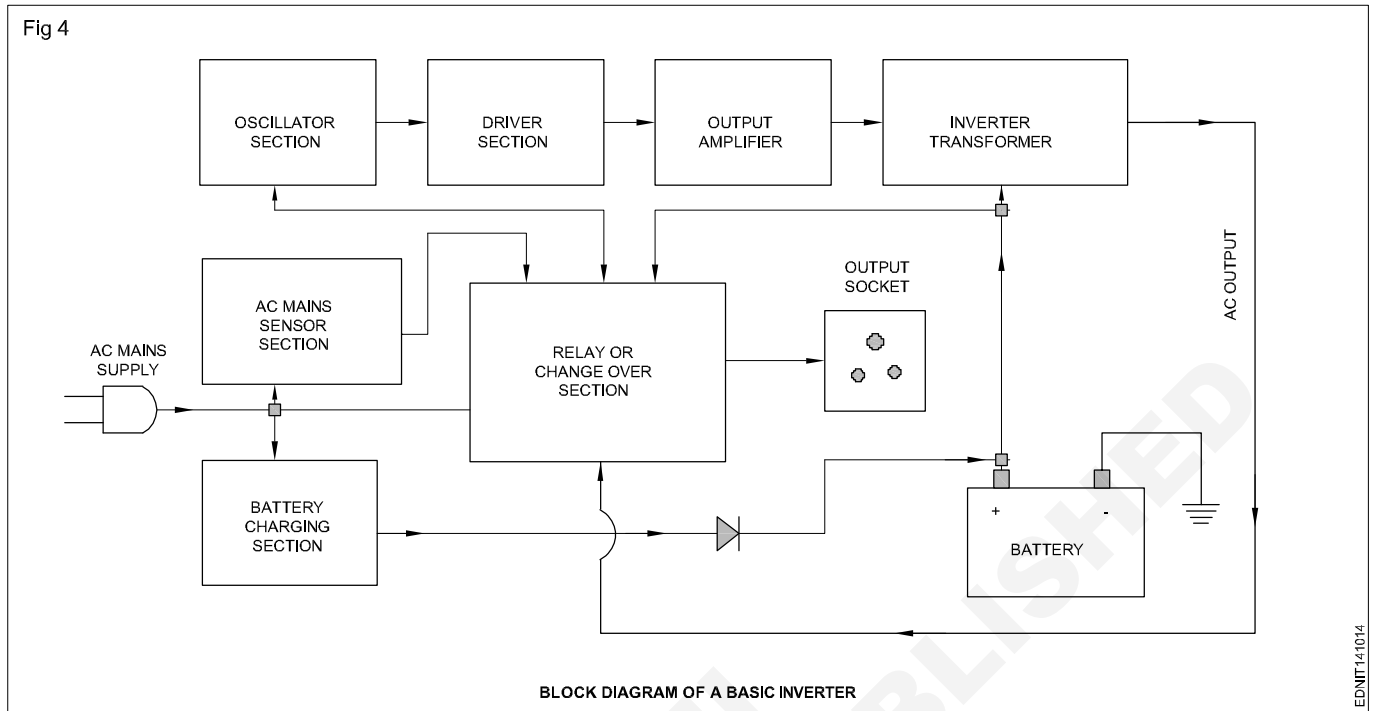 Fig 4
OSCILLATOR
SECTION
DRIVER
SECTION
OUTPUT
AMPLIFIER
INVERTER
TRANSFORMER
AC MAINS
SENSOR
SECTION
AC MAINS
SUPPLY
RELAY OR
CHANGE OVER
SECTION
OUTPUT
SOCKET
AC OUTPUT
BATTERY
CHARGING
SECTION
+
-
BATTERY
BLOCK DIAGRAM OF A BASIC INVERTER
EDNIT141014